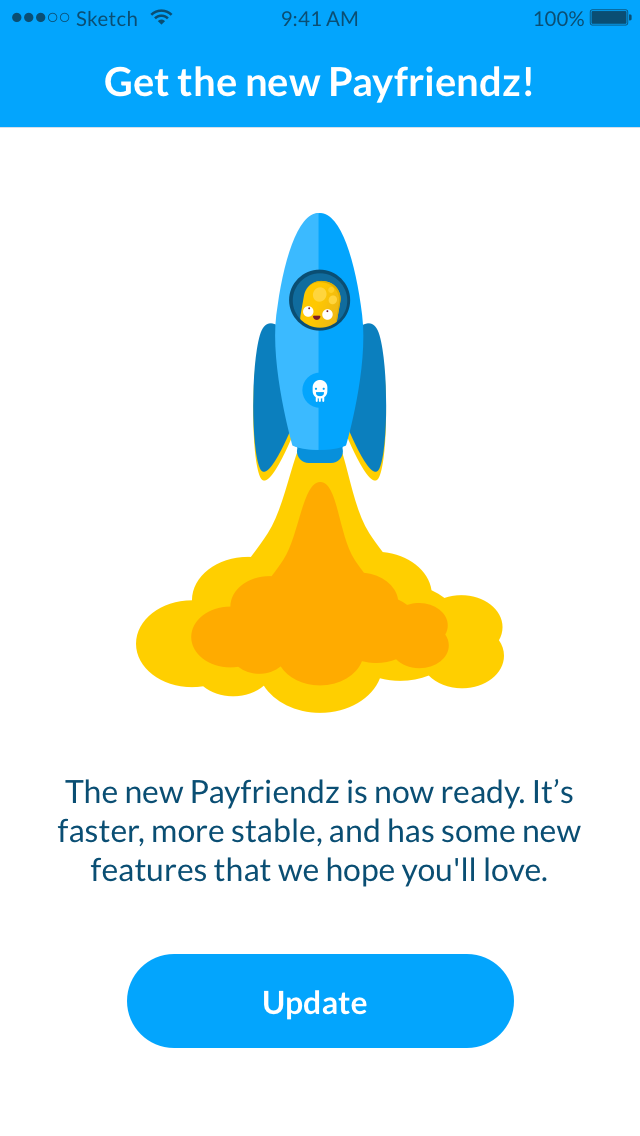 Sketch 9:41 AM 100%
Get the new Payfriendz!
The new Payfriendz is now ready. It’s
faster, more stable, and has some new
features that we hope you'll love.
Update